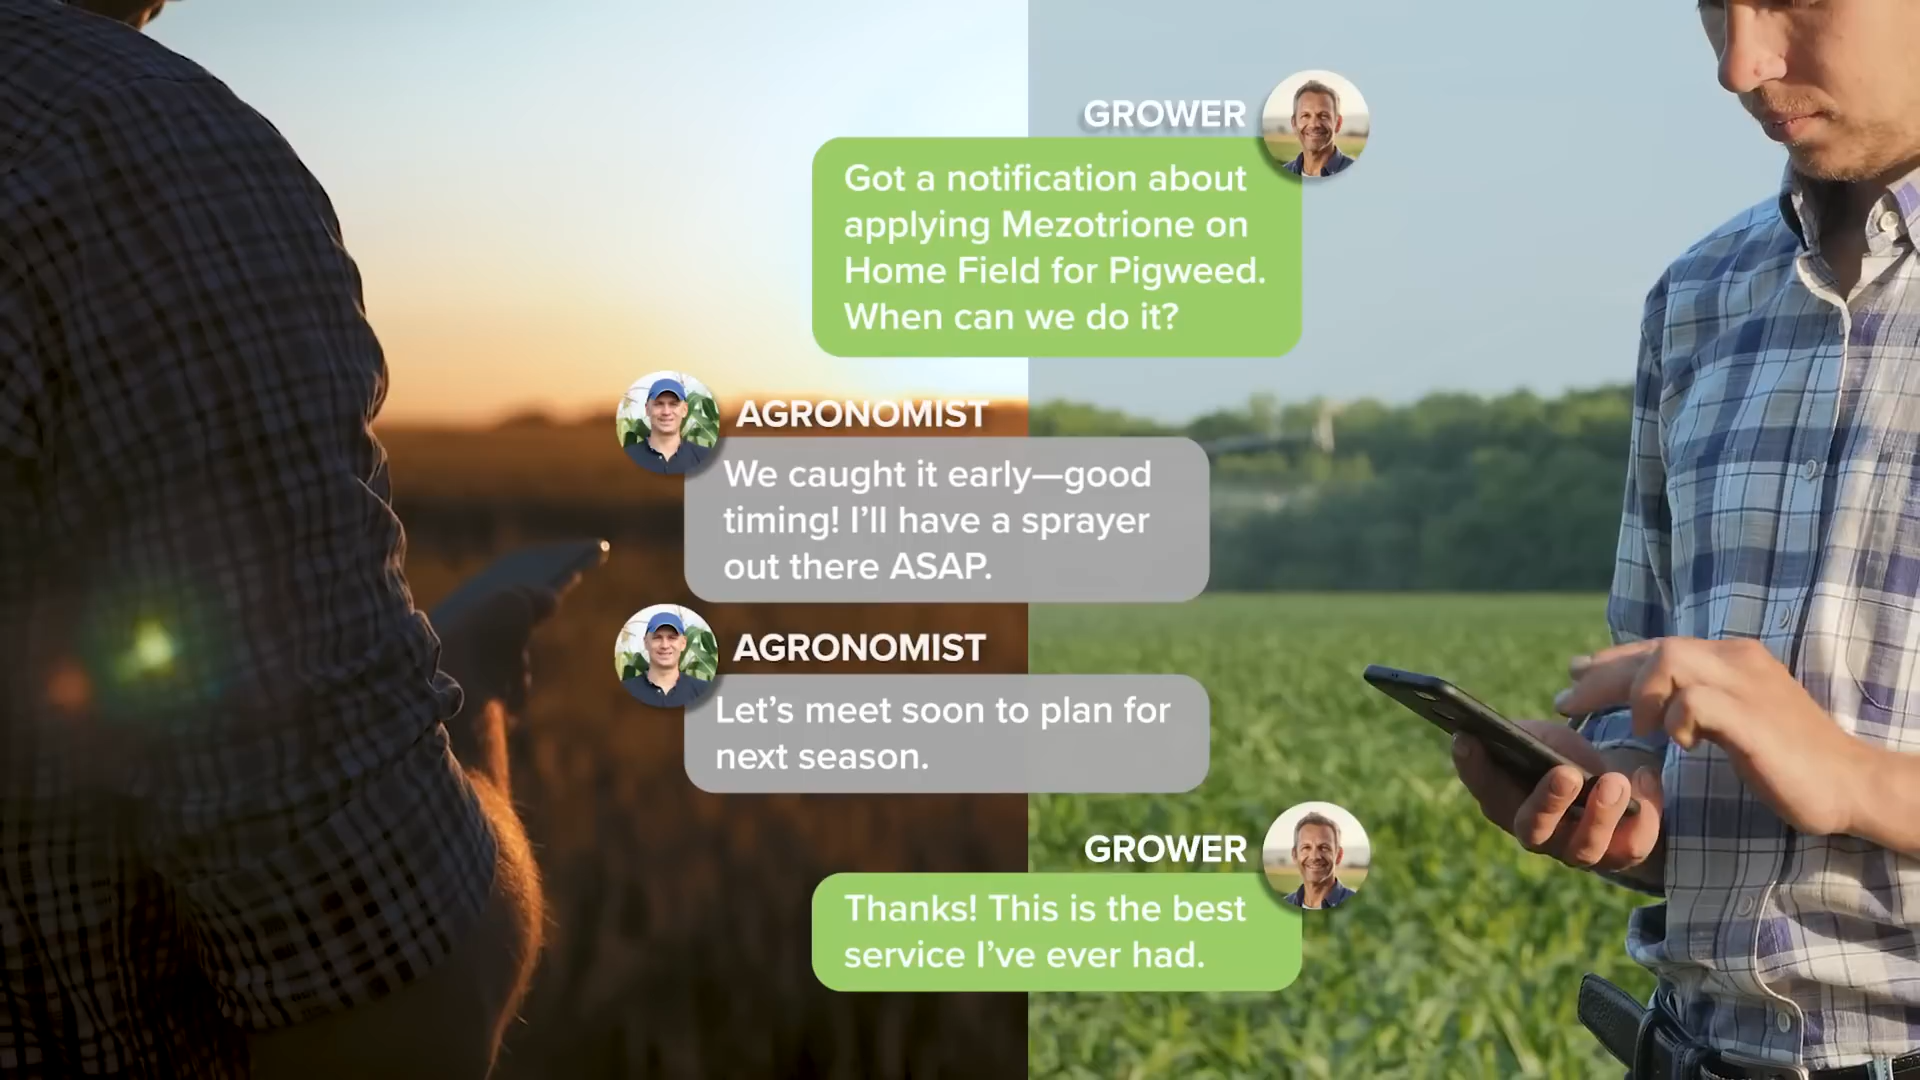 GROWER
Got a notification about
applying Mezotrione on
Home Field for Pigweed.
When can we do it?
AGRONOMIST
We caught it early—good
timing! I’ll have a sprayer
out there ASAP.
AGRONOMIST
Let’s meet soon to plan for
next season.
GROWER
Thanks! This is the best
service I’ve ever had.